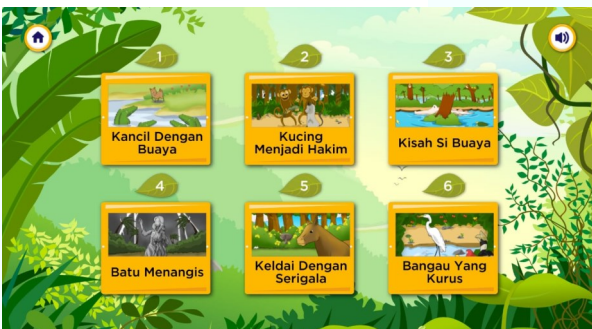 1
2
3
Kancil Dengan
Buaya
Kucing
Menjadi Hakim
Kisah Si Buaya
4
5
6
Batu Menangis
Keldai Dengan
Serigala
Bangau Yang
Kurus